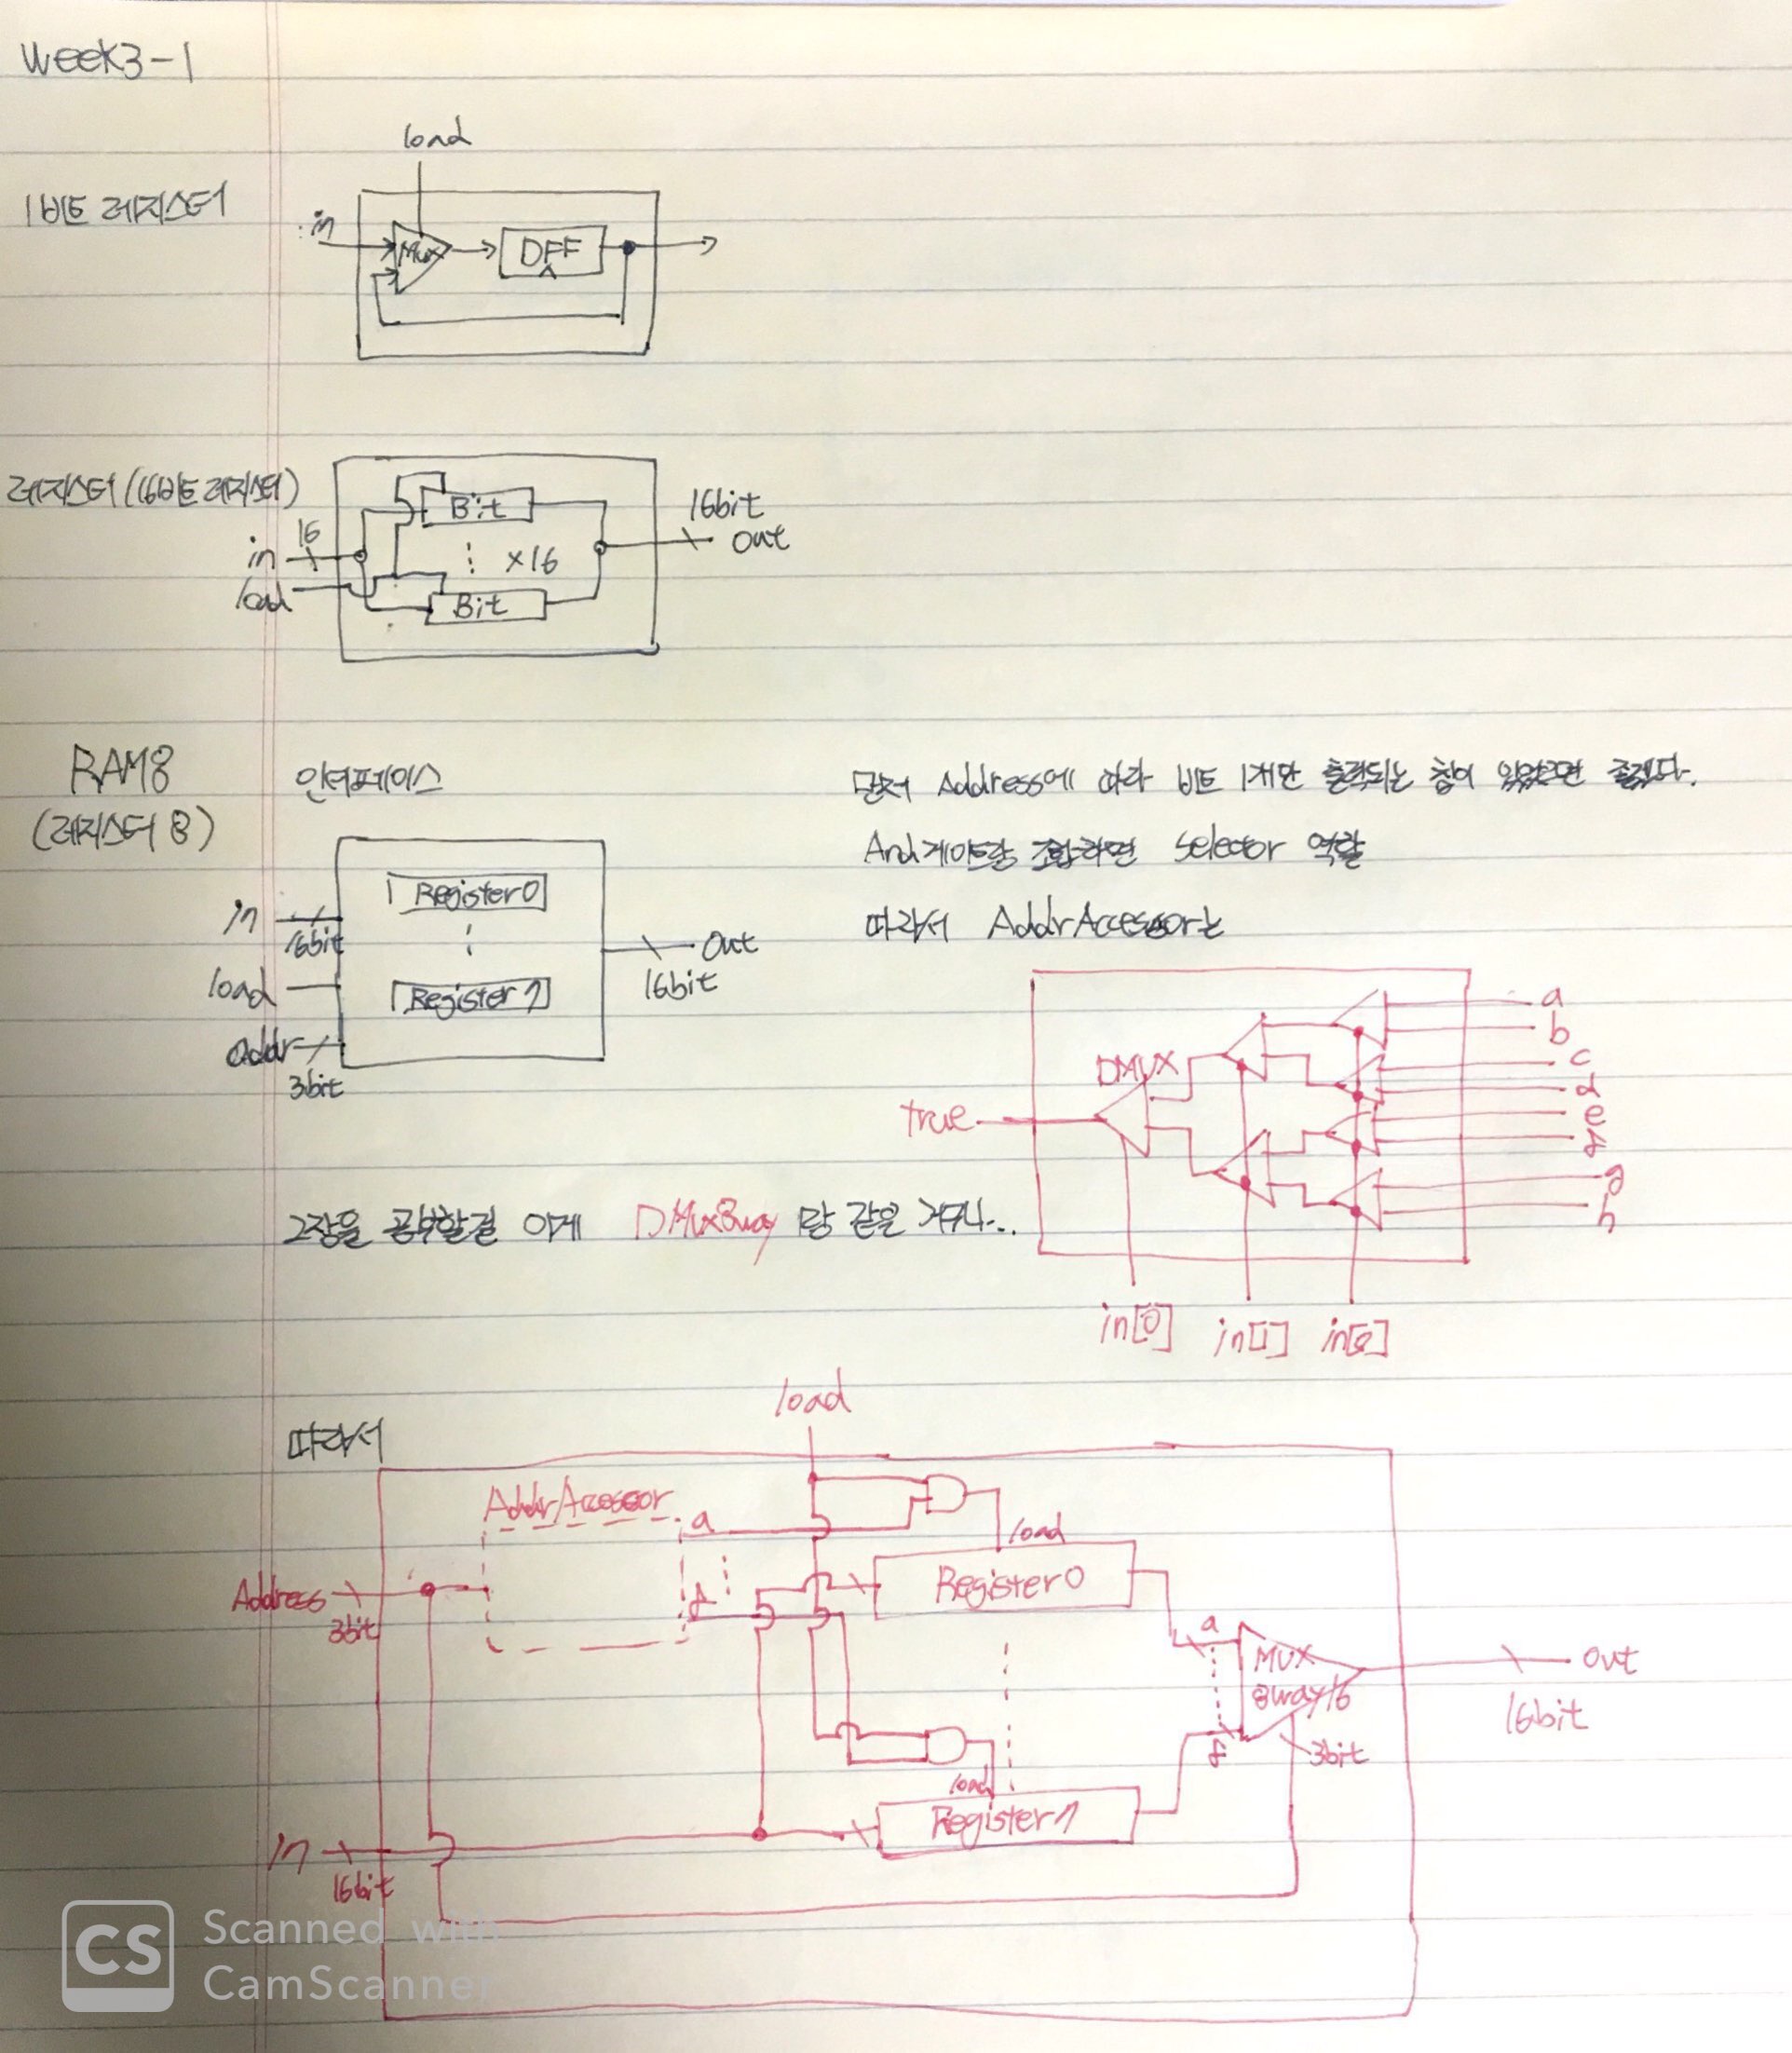 Week3-1
load
1비트 레지스터
in
Mux
DFF
레지스터 (16비트 레지스터)
Bit
16bit
in 16
⋮ ×16
out
load
Bit
RAM8
(레지스터 8)
인터페이스
먼저 Address에 따라 비트 1개만 출력되는 칩이 있었으면 좋겠다.
And게이트랑 조합하면 Selector 역할
따라서 AddrAccessor는
Register0
in
16bit
⋮
out
16bit
load
Register7
addr
3bit
a
b
c
DMUX
d
true
e
f
g
h
in[0] in[1] in[2]
2장을 공부할걸 이게 DMux8way 랑 같은 거구나...
load
따라서
AddrAccessor
a
load
Register0
Address
3bit
a
MUX
8way16
out
16bit
3bit
load
Register7
in
16bit
CS
Scanned with
CamScanner